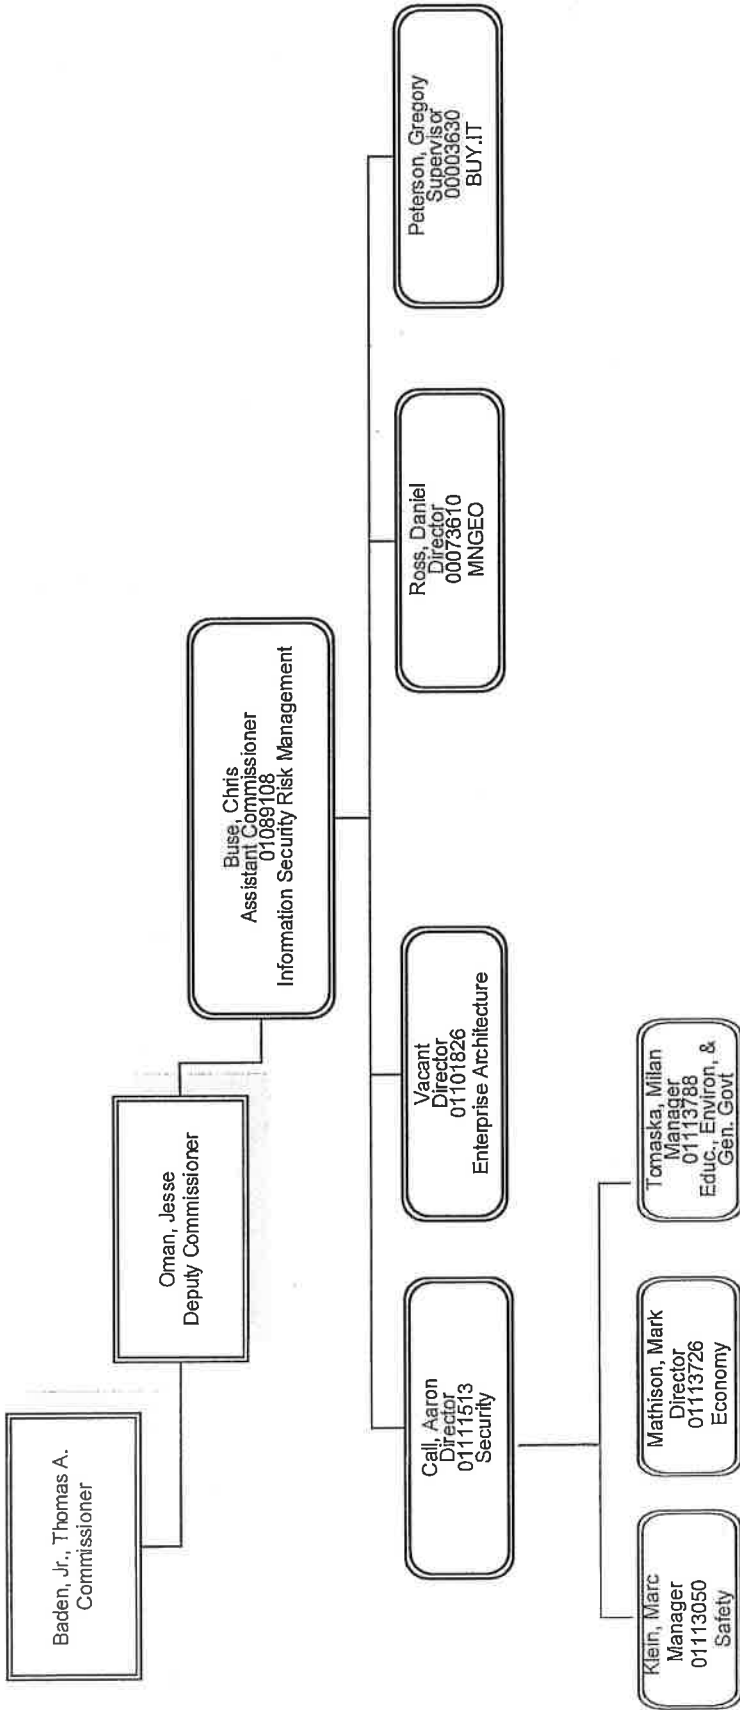 Baden, Jr., Thomas A.
Commissioner
Oman, Jesse
Deputy Commissioner
Buse, Chris
Assistant Commissioner
01089108
Information Security Risk Management
Call, Aaron
Director
01111513
Security
Vacant
Director
01101826
Enterprise Architecture
Ross, Daniel
Director
00073610
MNGEO
Peterson, Gregory
Supervisor
00003630
BUY.IT
Klein, Marc
Manager
01113050
Safety
Mathison, Mark
Director
01113726
Economy
Tomaska, Milan
Manager
01113788
Educ., Environ, &
Gen. Govt